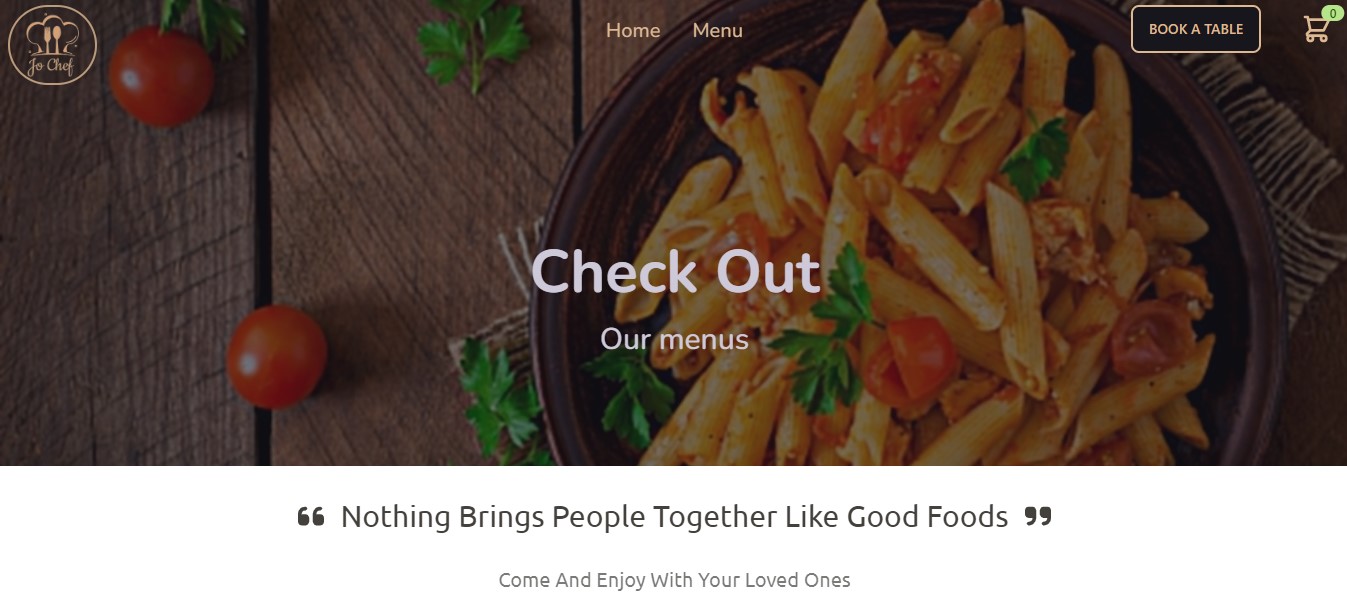 Jo Chef
Home Menu
BOOK A TABLE
0
Check Out
Our menus
Nothing Brings People Together Like Good Foods
Come And Enjoy With Your Loved Ones